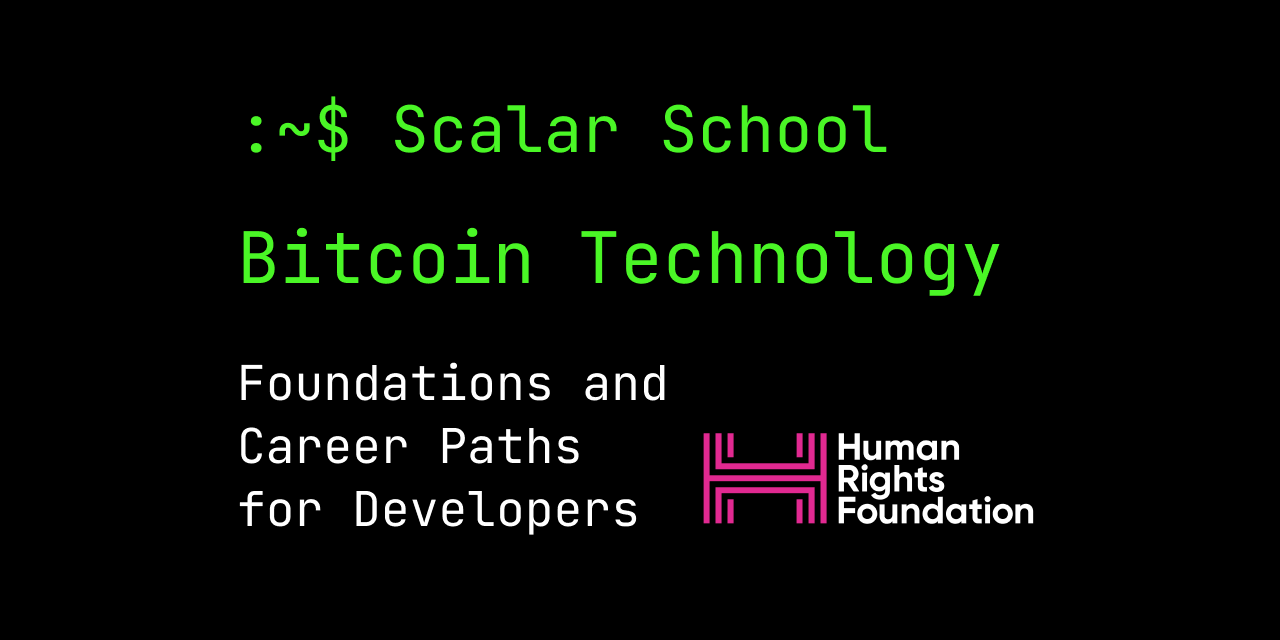 :~$ Scalar School
Bitcoin Technology
Foundations and
Career Paths
for Developers
Human
Rights
Foundation